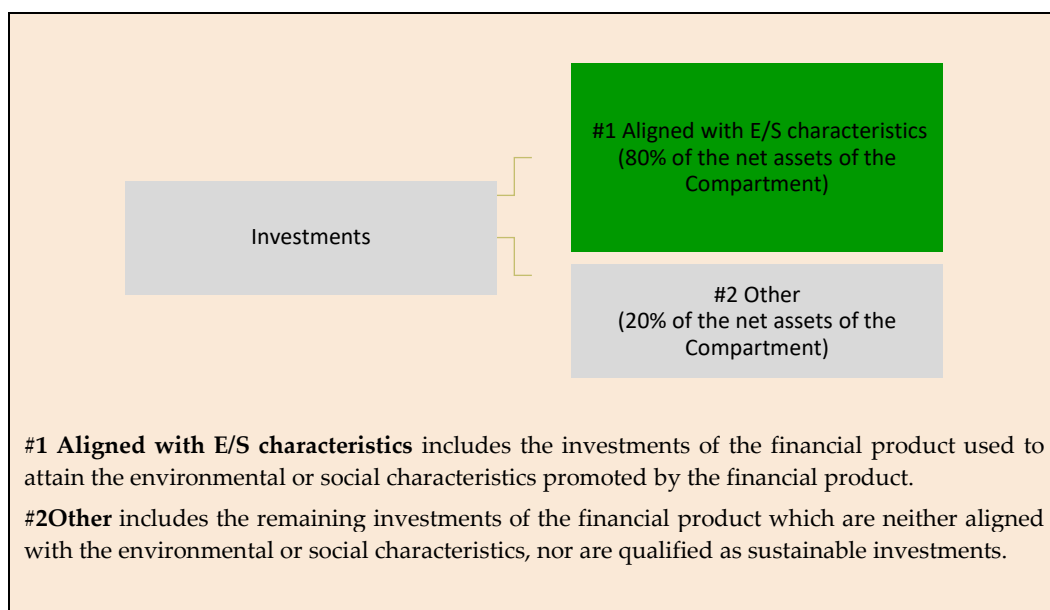 #1 Aligned with E/S characteristics
(80% of the net assets of the
Compartment)
Investments
#2 Other
(20% of the net assets of the
Compartment)
#1 Aligned with E/S characteristics includes the investments of the financial product used to
attain the environmental or social characteristics promoted by the financial product.
#2Other includes the remaining investments of the financial product which are neither aligned
with the environmental or social characteristics, nor are qualified as sustainable investments.